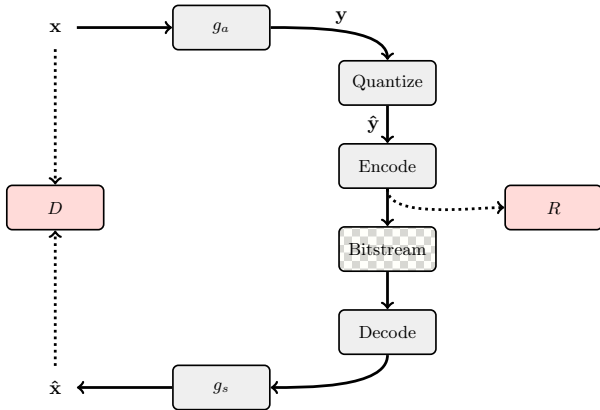 x
g_a
y
Quantize
ŷ
Encode
D
R
Bitstream
Decode
x̂
g_s